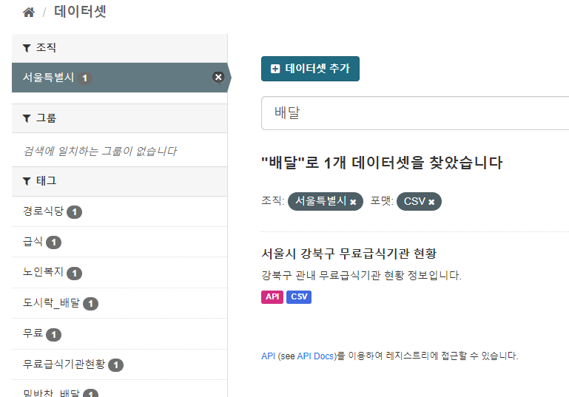 / 데이터셋
조직
서울특별시 1
그룹
검색에 일치하는 그룹이 없습니다
태그
경로식당 1
급식 1
노인복지 1
도시락_배달 1
무료 1
무료급식기관현황 1
밑반찬_배달 1
데이터셋 추가
배달
"배달"로 1개 데이터셋을 찾았습니다
조직: 서울특별시 포맷: CSV
서울시 강북구 무료급식기관 현황
강북구 관내 무료급식기관 현황 정보입니다.
API CSV
API (see API Docs)를 이용하여 레지스트리에 접근할 수 있습니다.